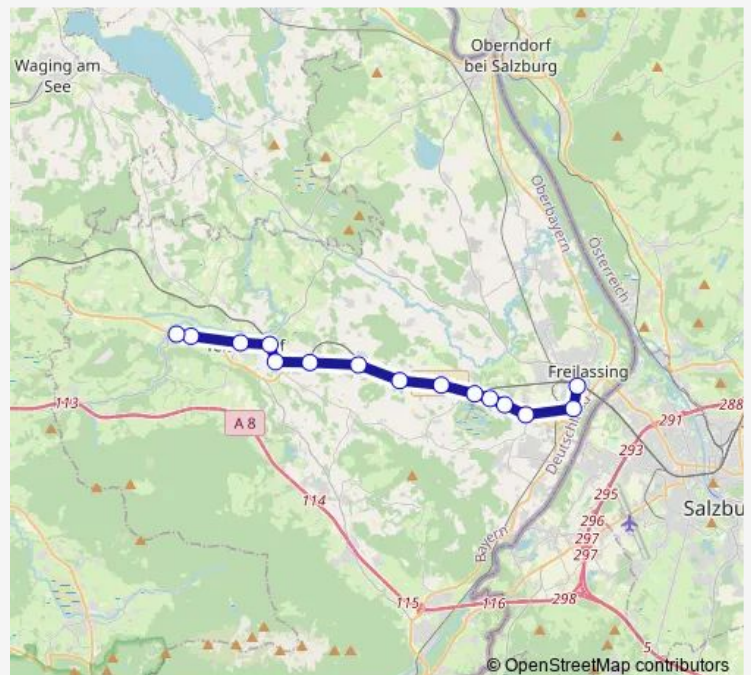 Oberndorf
bei Salzburg
Waging am
See
Oberbayern
Österreich
Freilassing
113
A 8
288
291
293
Deutschl
114
295
Salzbu
296
297
297
Bayern
115
116
298
5
© OpenStreetMap contributors